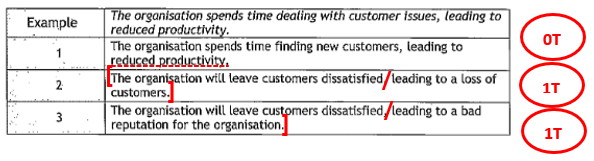 Example The organisation spends time dealing with customer issues, leading to
reduced productivity.
0T
1 The organisation spends time finding new customers, leading to
reduced productivity.
2 The organisation will leave customers dissatisfied leading to a loss of
customers.
1T
3 The organisation will leave customers dissatisfied, leading to a bad
reputation for the organisation.
1T